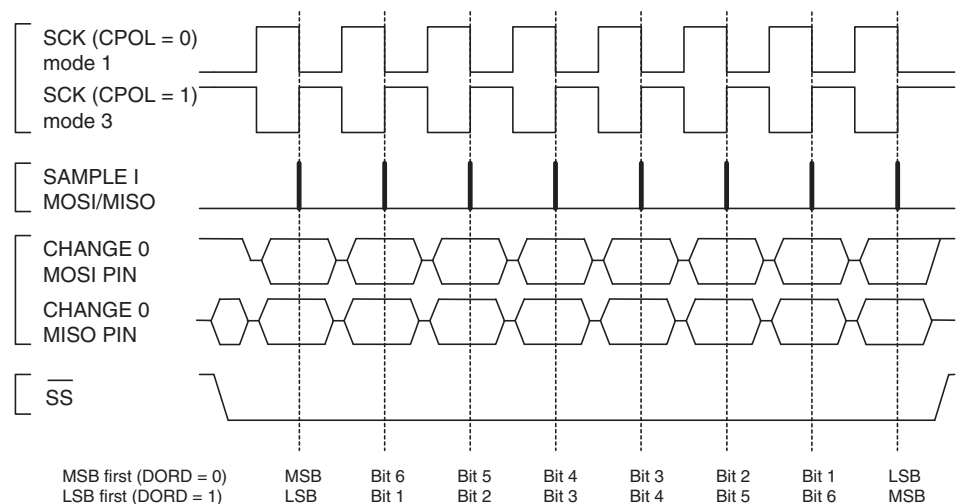 SCK (CPOL = 0)
mode 1
SCK (CPOL = 1)
mode 3
SAMPLE I
MOSI/MISO
CHANGE 0
MOSI PIN
CHANGE 0
MISO PIN
SS
MSB first (DORD = 0) MSB Bit 6 Bit 5 Bit 4 Bit 3 Bit 2 Bit 1 LSB
LSB first (DORD = 1) LSB Bit 1 Bit 2 Bit 3 Bit 4 Bit 5 Bit 6 MSB